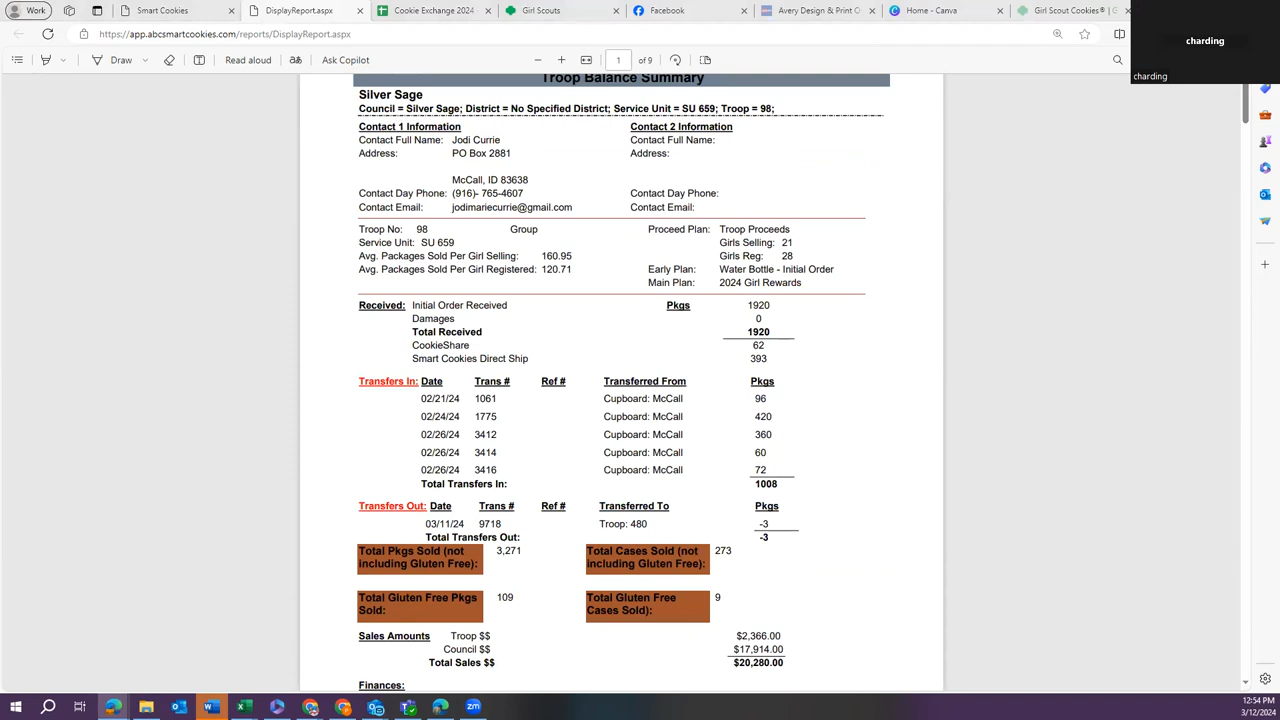 Work
Smart Cookies
DisplayReport.aspx
Cookie Exchange 2024
Girl Scouts
Facebook
Avery Design & Print O
Home - Canva
Girl Scout Cookies® | G
https://app.abcsmartcookies.com/reports/DisplayReport.aspx
charding
charding
Draw
Read aloud
Ask Copilot
1 of 9
Troop Balance Summary
Silver Sage
Council = Silver Sage; District = No Specified District; Service Unit = SU 659; Troop = 98;
Contact 1 Information Contact 2 Information
Contact Full Name: Jodi Currie Contact Full Name:
Address: PO Box 2881 Address:
McCall, ID 83638
Contact Day Phone: (916)- 765-4607 Contact Day Phone:
Contact Email: jodimariecurrie@gmail.com Contact Email:
Troop No: 98 Group Proceed Plan: Troop Proceeds
Service Unit: SU 659 Girls Selling: 21
Avg. Packages Sold Per Girl Selling: 160.95 Girls Reg: 28
Avg. Packages Sold Per Girl Registered: 120.71 Early Plan: Water Bottle - Initial Order
Main Plan: 2024 Girl Rewards
Received: Initial Order Received Pkgs 1920
Damages 0
Total Received 1920
CookieShare 62
Smart Cookies Direct Ship 393
Transfers In: Date Trans # Ref # Transferred From Pkgs
02/21/24 1061 Cupboard: McCall 96
02/24/24 1775 Cupboard: McCall 420
02/26/24 3412 Cupboard: McCall 360
02/26/24 3414 Cupboard: McCall 60
02/26/24 3416 Cupboard: McCall 72
Total Transfers In: 1008
Transfers Out: Date Trans # Ref # Transferred To Pkgs
03/11/24 9718 Troop: 480 -3
Total Transfers Out: -3
Total Pkgs Sold (not 3,271 Total Cases Sold (not 273
including Gluten Free): including Gluten Free):
Total Gluten Free Pkgs 109 Total Gluten Free 9
Sold: Cases Sold):
Sales Amounts Troop $$ $2,366.00
Council $$ $17,914.00
Total Sales $$ $20,280.00
Finances:
12:54 PM
3/12/2024